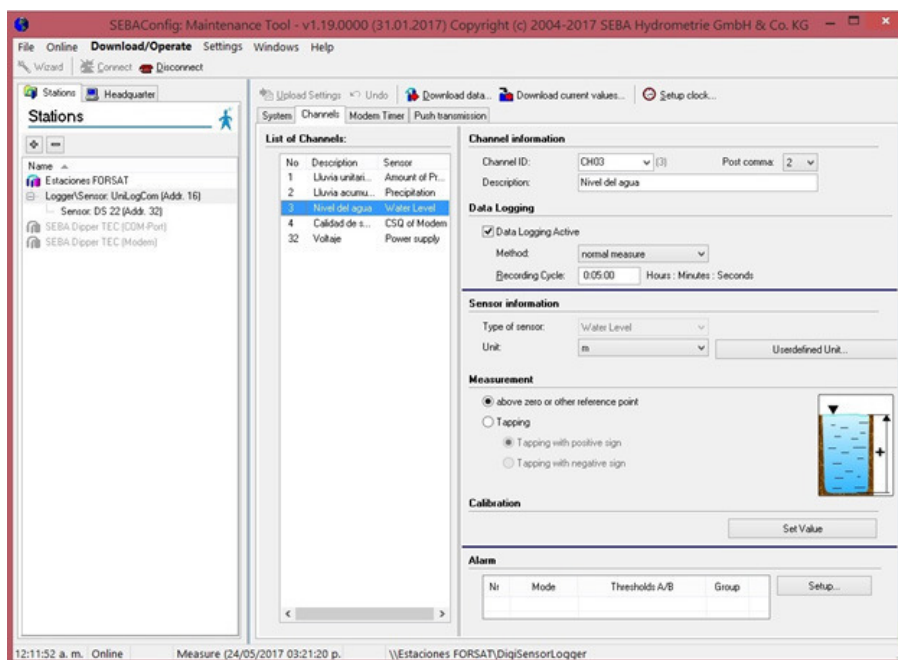 SEBAConfig: Maintenance Tool - v1.19.0000 (31.01.2017) Copyright (c) 2004-2017 SEBA Hydrometrie GmbH & Co. KG
File Online Download/Operate Settings Windows Help
Wizard Connect Disconnect
Stations Headquarter
Stations
Name
Estaciones FORSAT
Logger\Sensor: UniLogCom (Addr. 16)
Sensor: DS 22 (Addr. 32)
SEBA Dipper TEC (COM-Port)
SEBA Dipper TEC (Modem)
Upload Settings Undo Download data... Download current values... Setup clock...
System Channels Modem Timer Push transmission
List of Channels:
No Description Sensor
1 Lluvia unitari... Amount of Pr...
2 Lluvia acumu... Precipitation
3 Nivel del agua Water Level
4 Calidad de s... CSQ of Modem
32 Voltaje Power supply
Channel information
Channel ID: CH03 (3) Post comma: 2
Description: Nivel del agua
Data Logging
Data Logging Active
Method: normal measure
Recording Cycle: 0:05:00 Hours : Minutes : Seconds
Sensor information
Type of sensor: Water Level
Unit: m Userdefined Unit...
Measurement
above zero or other reference point
Tapping
Tapping with positive sign
Tapping with negative sign
+
Calibration
Set Value
Alarm
Nr Mode Thresholds A/B Group Setup...
12:11:52 a. m. Online Measure (24/05/2017 03:21:20 p. \\Estaciones FORSAT\DigiSensorLogger